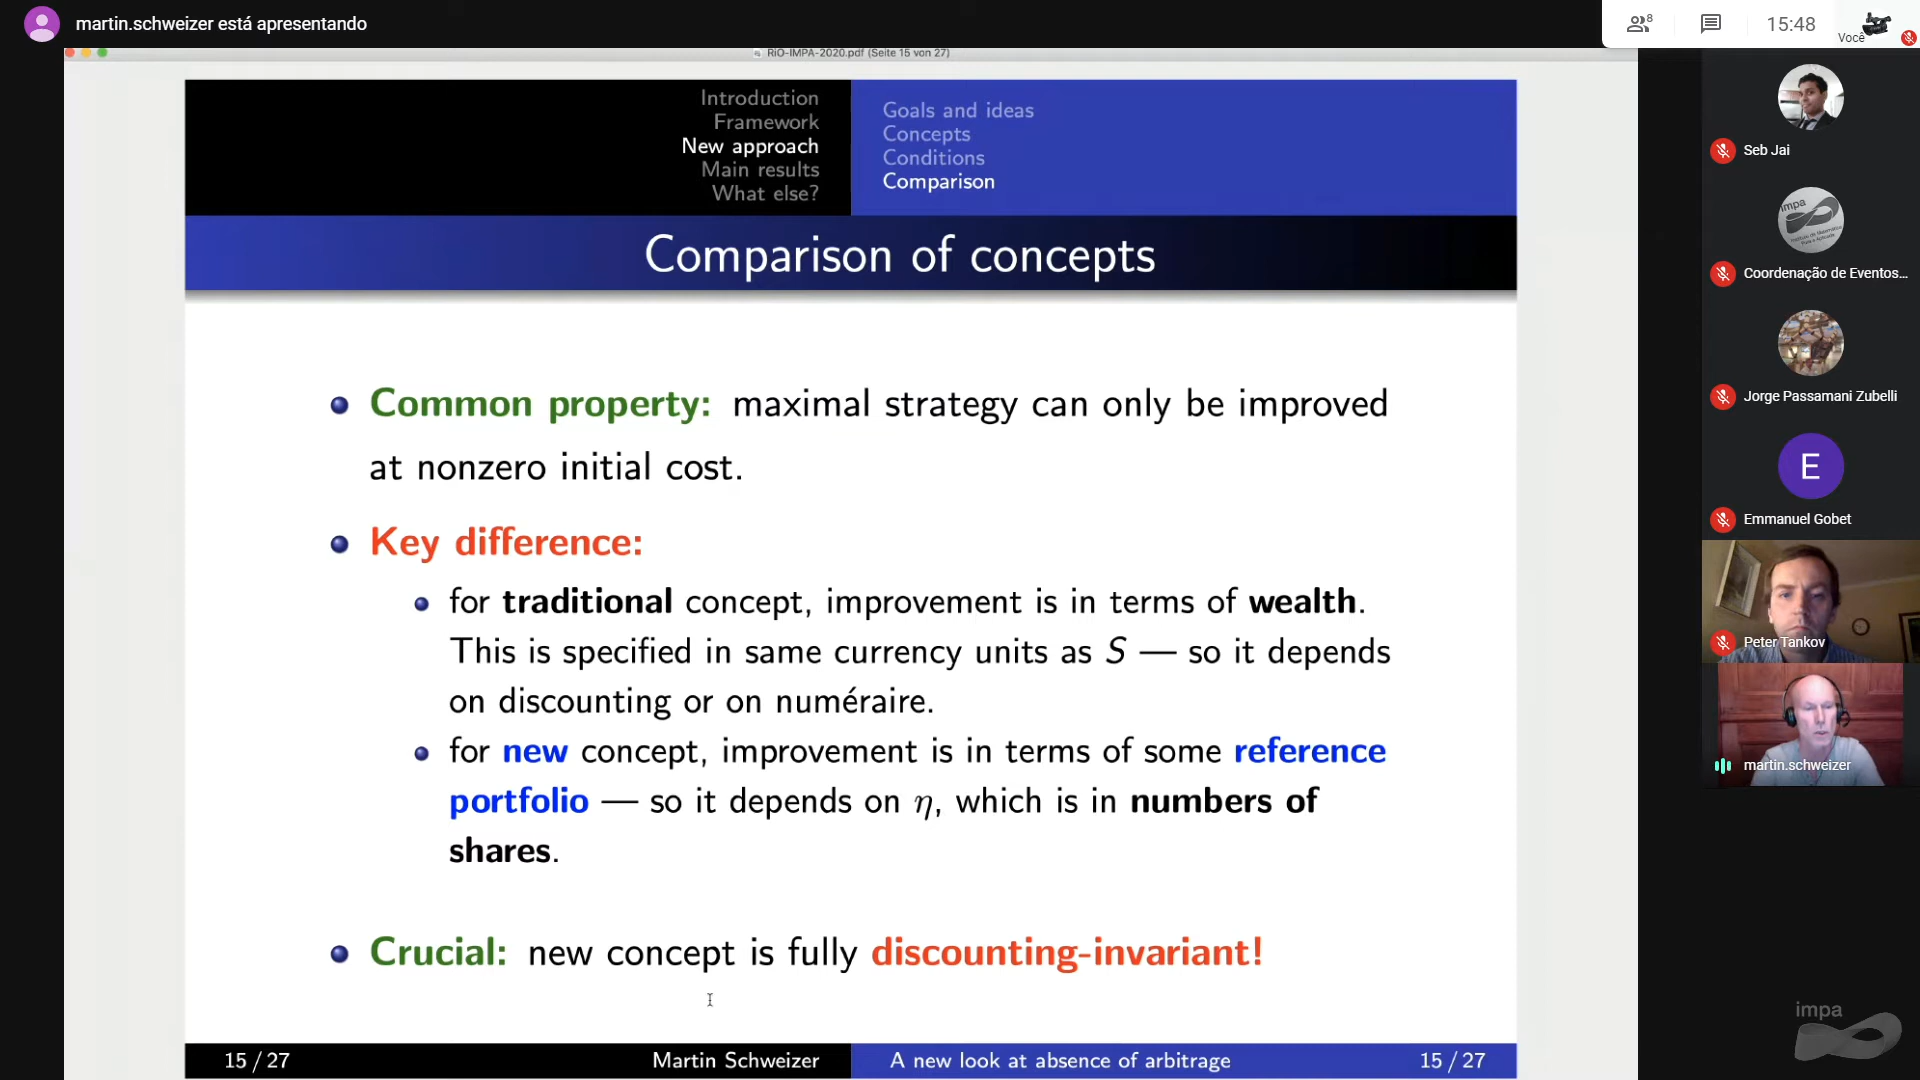 martin.schweizer está apresentando
8
15:48
Você
RiO-IMPA-2020.pdf (Seite 15 von 27)
Introduction
Framework
New approach
Main results
What else?
Goals and ideas
Concepts
Conditions
Comparison
Comparison of concepts
Common property: maximal strategy can only be improved
at nonzero initial cost.
Key difference:
for traditional concept, improvement is in terms of wealth.
This is specified in same currency units as S — so it depends
on discounting or on numéraire.
for new concept, improvement is in terms of some reference
portfolio — so it depends on η, which is in numbers of
shares.
Crucial: new concept is fully discounting-invariant!
15 / 27
Martin Schweizer
A new look at absence of arbitrage
15 / 27
Seb Jai
impa
Coordenação de Eventos...
Jorge Passamani Zubelli
E
Emmanuel Gobet
Peter Tankov
martin.schweizer
impa